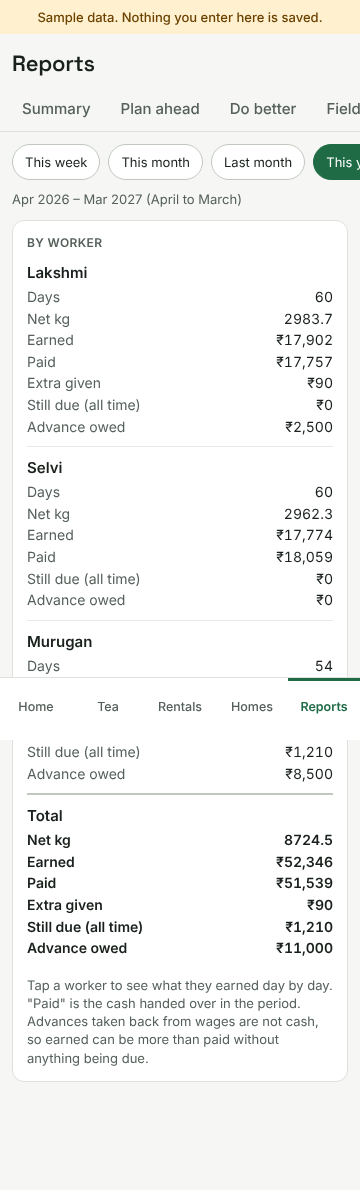 Sample data. Nothing you enter here is saved.
Reports
Summary Plan ahead Do better Field
This week This month Last month This y
Apr 2026 – Mar 2027 (April to March)
BY WORKER
Lakshmi
Days 60
Net kg 2983.7
Earned ₹17,902
Paid ₹17,757
Extra given ₹90
Still due (all time) ₹0
Advance owed ₹2,500
Selvi
Days 60
Net kg 2962.3
Earned ₹17,774
Paid ₹18,059
Still due (all time) ₹0
Advance owed ₹0
Murugan
Days 54
Home Tea Rentals Homes Reports
Still due (all time) ₹1,210
Advance owed ₹8,500
Total
Net kg 8724.5
Earned ₹52,346
Paid ₹51,539
Extra given ₹90
Still due (all time) ₹1,210
Advance owed ₹11,000
Tap a worker to see what they earned day by day.
"Paid" is the cash handed over in the period.
Advances taken back from wages are not cash,
so earned can be more than paid without
anything being due.